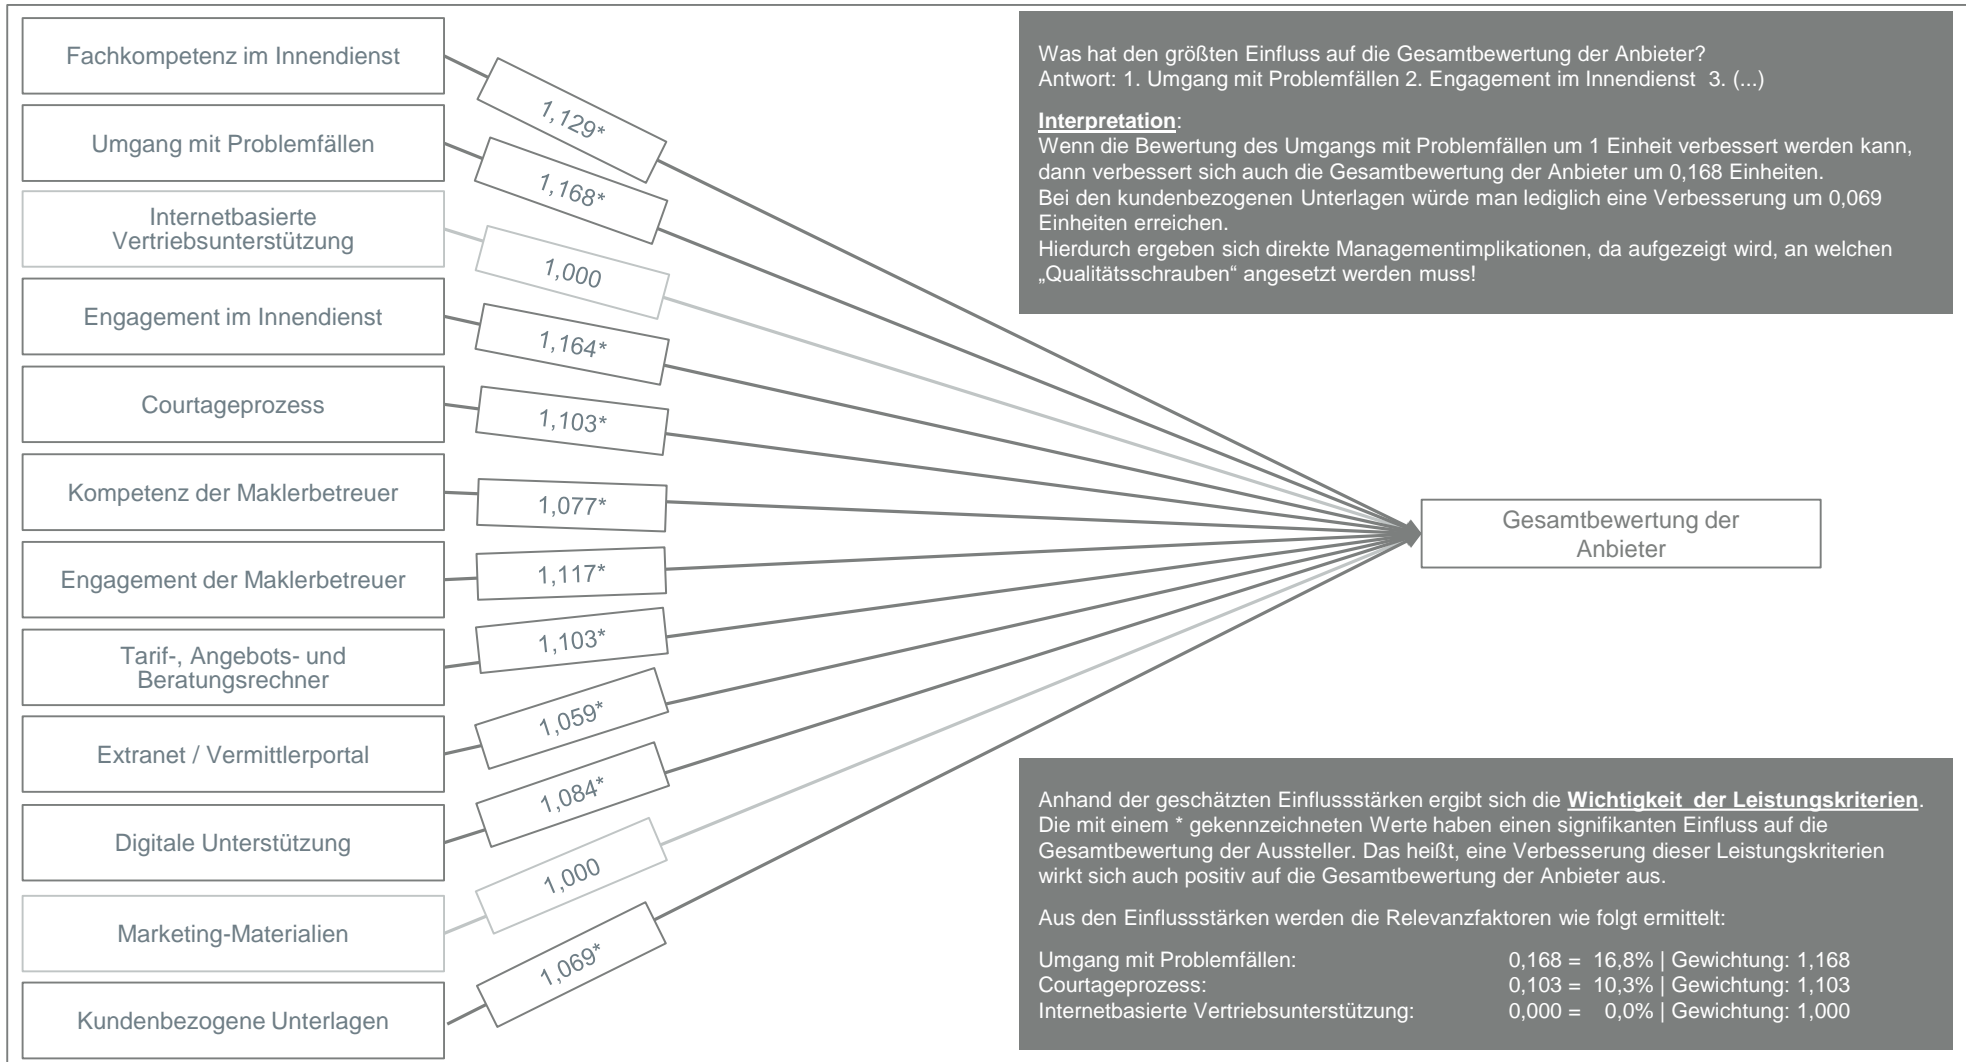 Fachkompetenz im Innendienst
1,129*
Umgang mit Problemfällen
1,168*
Internetbasierte
Vertriebsunterstützung
1,000
Engagement im Innendienst
1,164*
Courtageprozess
1,103*
Kompetenz der Maklerbetreuer
1,077*
Engagement der Maklerbetreuer
1,117*
Tarif-, Angebots- und
Beratungsrechner
1,103*
Extranet / Vermittlerportal
1,059*
Digitale Unterstützung
1,084*
Marketing-Materialien
1,000
Kundenbezogene Unterlagen
1,069*
Gesamtbewertung der
Anbieter
Was hat den größten Einfluss auf die Gesamtbewertung der Anbieter?
Antwort: 1. Umgang mit Problemfällen 2. Engagement im Innendienst 3. (...)
Interpretation:
Wenn die Bewertung des Umgangs mit Problemfällen um 1 Einheit verbessert werden kann,
dann verbessert sich auch die Gesamtbewertung der Anbieter um 0,168 Einheiten.
Bei den kundenbezogenen Unterlagen würde man lediglich eine Verbesserung um 0,069
Einheiten erreichen.
Hierdurch ergeben sich direkte Managementimplikationen, da aufgezeigt wird, an welchen
„Qualitätsschrauben“ angesetzt werden muss!
Anhand der geschätzten Einflussstärken ergibt sich die Wichtigkeit der Leistungskriterien.
Die mit einem * gekennzeichneten Werte haben einen signifikanten Einfluss auf die
Gesamtbewertung der Aussteller. Das heißt, eine Verbesserung dieser Leistungskriterien
wirkt sich auch positiv auf die Gesamtbewertung der Anbieter aus.
Aus den Einflussstärken werden die Relevanzfaktoren wie folgt ermittelt:
Umgang mit Problemfällen: 0,168 = 16,8% | Gewichtung: 1,168
Courtageprozess: 0,103 = 10,3% | Gewichtung: 1,103
Internetbasierte Vertriebsunterstützung: 0,000 = 0,0% | Gewichtung: 1,000